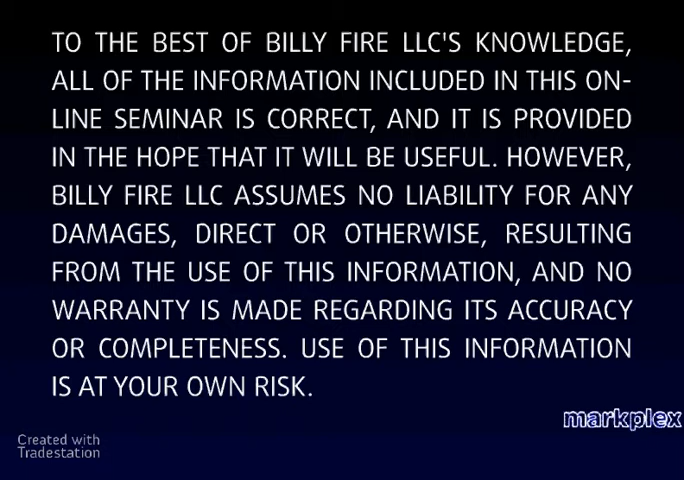 TO THE BEST OF BILLY FIRE LLC'S KNOWLEDGE,
ALL OF THE INFORMATION INCLUDED IN THIS ON-
LINE SEMINAR IS CORRECT, AND IT IS PROVIDED
IN THE HOPE THAT IT WILL BE USEFUL. HOWEVER,
BILLY FIRE LLC ASSUMES NO LIABILITY FOR ANY
DAMAGES, DIRECT OR OTHERWISE, RESULTING
FROM THE USE OF THIS INFORMATION, AND NO
WARRANTY IS MADE REGARDING ITS ACCURACY
OR COMPLETENESS. USE OF THIS INFORMATION
IS AT YOUR OWN RISK.
markplex
Created with
Tradestation